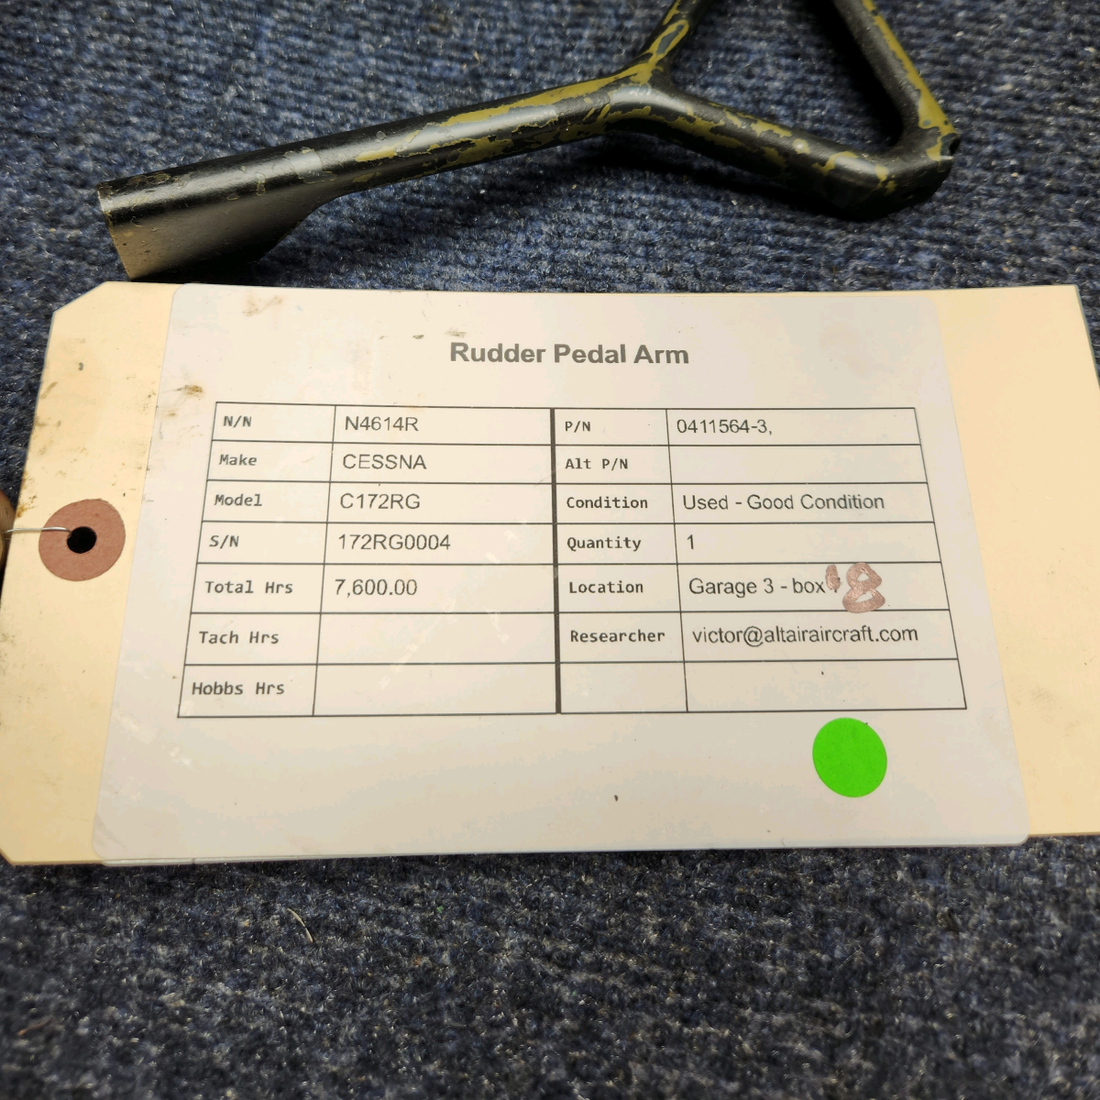 Rudder Pedal Arm
N/N N4614R P/N 0411564-3,
Make CESSNA Alt P/N
Model C172RG Condition Used - Good Condition
S/N 172RG0004 Quantity 1
Total Hrs 7,600.00 Location Garage 3 - box 8
Tach Hrs Researcher victor@altairaircraft.com
Hobbs Hrs